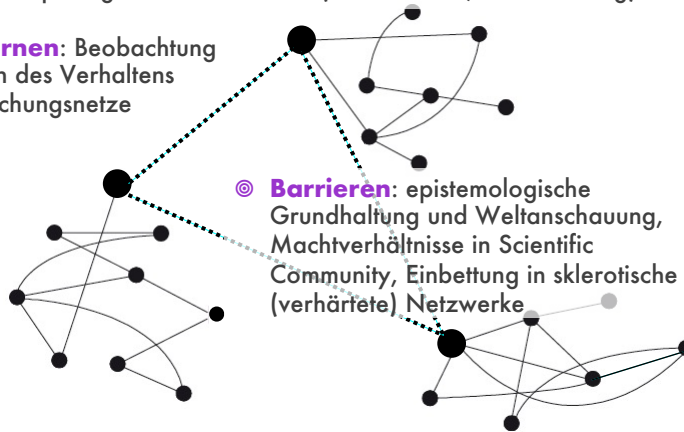 rnen: Beobachtung
des Verhaltens
chungsnetze
Barrieren: epistemologische
Grundhaltung und Weltanschauung,
Machtverhältnisse in Scientific
Community, Einbettung in sklerotische
(verhärtete) Netzwerke